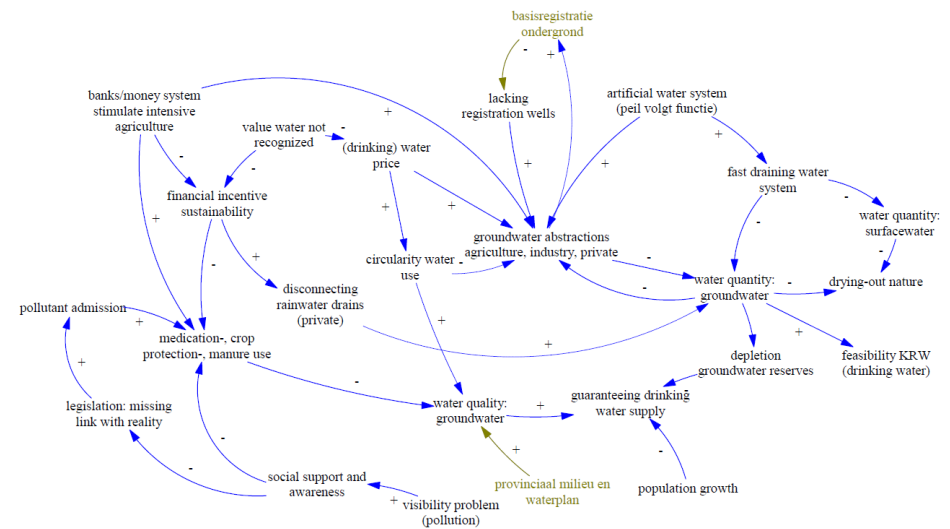 basisregistratie
ondergrond
-
+
banks/money system
stimulate intensive
agriculture
lacking
registration wells
artificial water system
(peil volgt functie)
+
value water not
recognized
-
(drinking) water
price
+
+
+
-
-
fast draining water
system
financial incentive
sustainability
+
+
+
-
water quantity:
surfacewater
-
groundwater abstractions
agriculture, industry, private
-
+
circularity water
use
-
-
-
water quantity:
groundwater
-
drying-out nature
disconnecting
rainwater drains
(private)
-
pollutant admission
+
-
+
+
+
medication-, crop
protection-, manure use
+
depletion
groundwater reserves
feasibility KRW
(drinking water)
-
-
legislation: missing
link with reality
water quality:
groundwater
+
guaranteeing drinking
water supply
-
+
-
-
social support and
awareness
provinciaal milieu en
waterplan
population growth
+
visibility problem
(pollution)